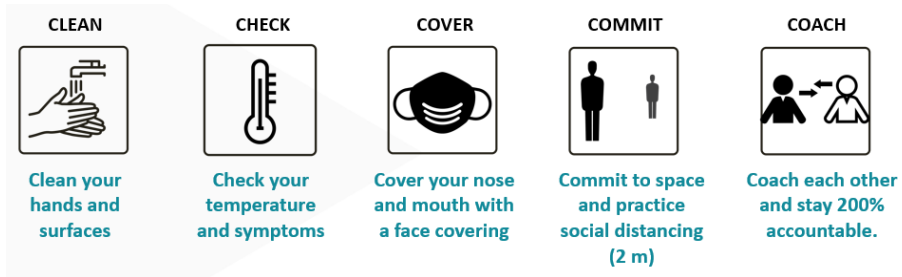 CLEAN
Clean your
hands and
surfaces
CHECK
Check your
temperature
and symptoms
COVER
Cover your nose
and mouth with
a face covering
COMMIT
Commit to space
and practice
social distancing
(2 m)
COACH
Coach each other
and stay 200%
accountable.